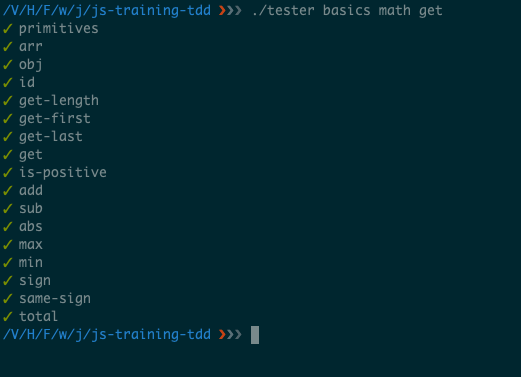 /V/H/F/w/j/js-training-tdd ❯❯❯ ./tester basics math get
✓ primitives
✓ arr
✓ obj
✓ id
✓ get-length
✓ get-first
✓ get-last
✓ get
✓ is-positive
✓ add
✓ sub
✓ abs
✓ max
✓ min
✓ sign
✓ same-sign
✓ total
/V/H/F/w/j/js-training-tdd ❯❯❯